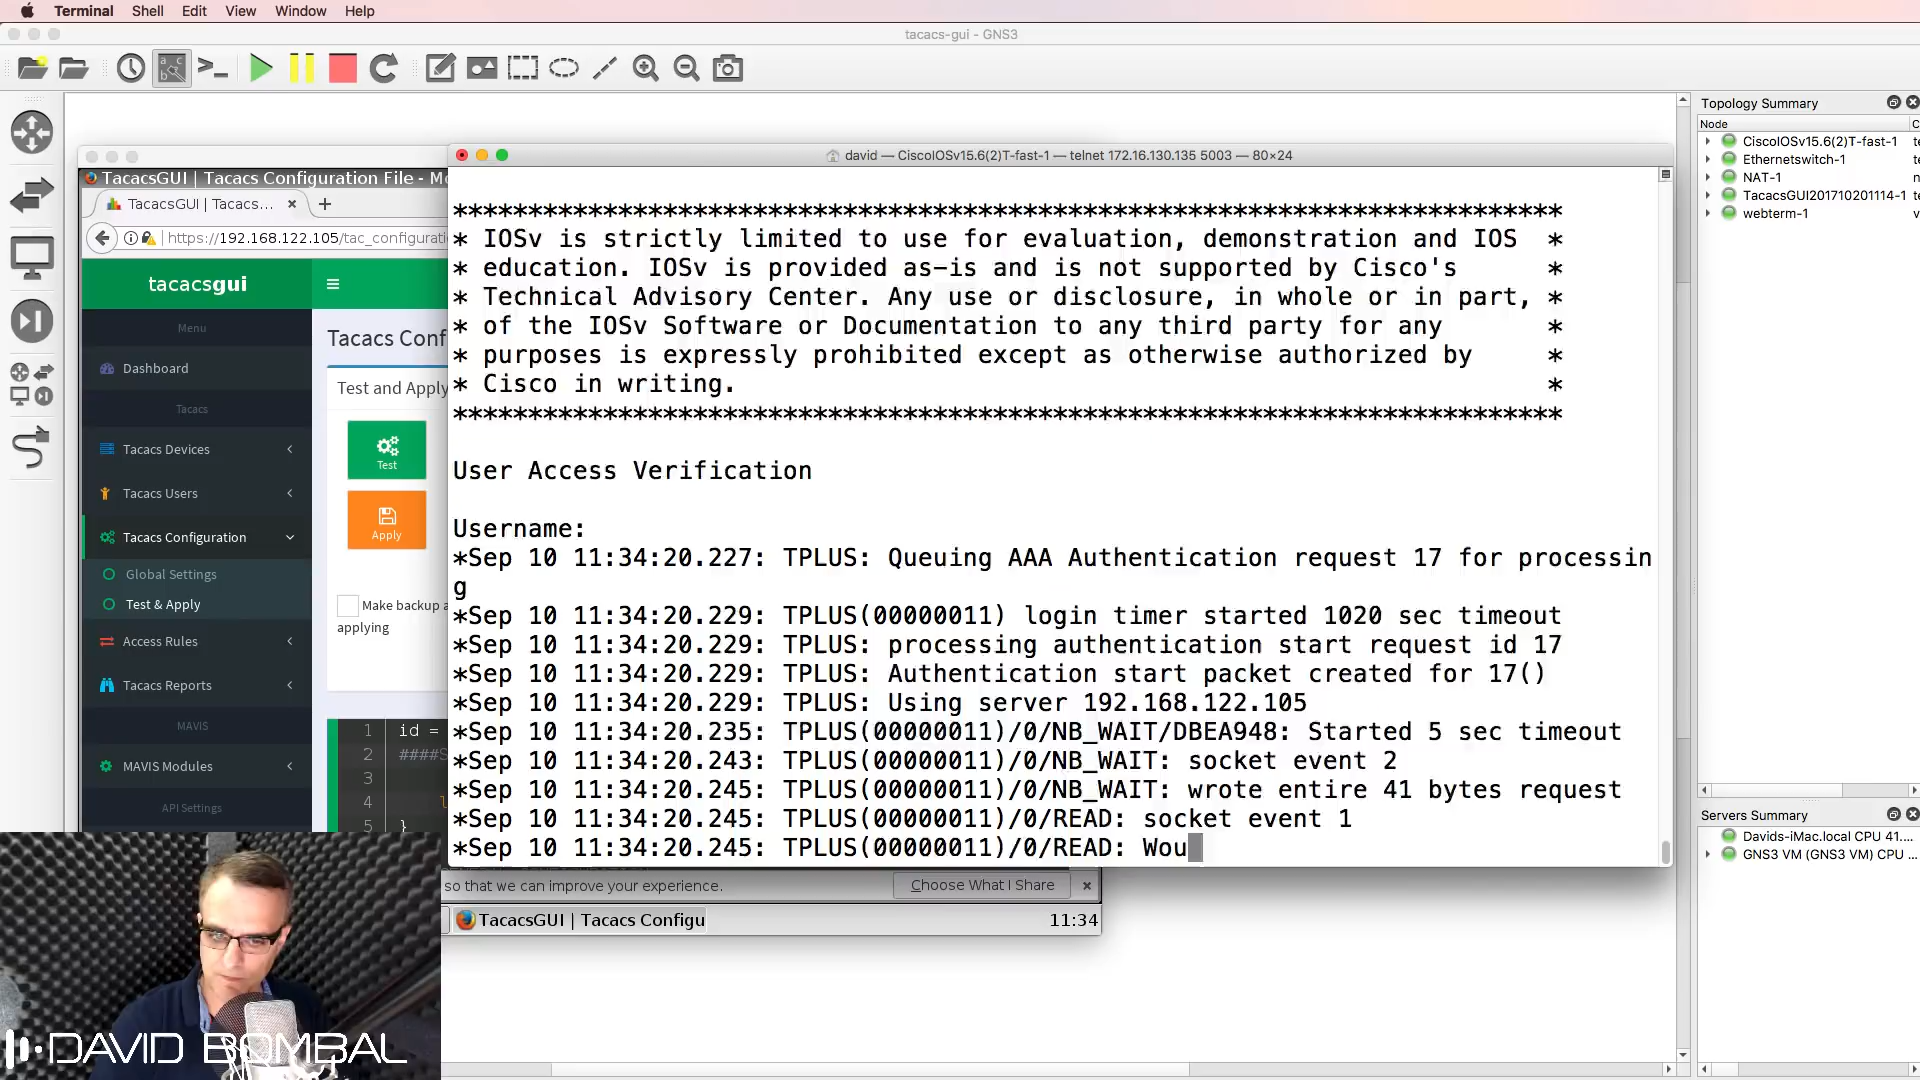 Terminal Shell Edit View Window Help
tacacs-gui - GNS3
Topology Summary
Node C
CiscoIOSv15.6(2)T-fast-1 te
Ethernetswitch-1 te
NAT-1 n
TacacsGUI201710201114-1 te
webterm-1 v
david — CiscoIOSv15.6(2)T-fast-1 — telnet 172.16.130.135 5003 — 80×24
TacacsGUI | Tacacs Configuration File - Mo
TacacsGUI | Tacacs...
https://192.168.122.105/tac_configurati
tacacsgui
Menu
Dashboard
Tacacs
Tacacs Devices
Tacacs Users
Tacacs Configuration
Global Settings
Test & Apply
Access Rules
Tacacs Reports
MAVIS
MAVIS Modules
API Settings
Tacacs Conf
Test and Apply
Test
Apply
Make backup a
applying
1 id =
2 ####S
3
4 l
5 }
**************************************************************************
* IOSv is strictly limited to use for evaluation, demonstration and IOS *
* education. IOSv is provided as-is and is not supported by Cisco's *
* Technical Advisory Center. Any use or disclosure, in whole or in part, *
* of the IOSv Software or Documentation to any third party for any *
* purposes is expressly prohibited except as otherwise authorized by *
* Cisco in writing. *
**************************************************************************
User Access Verification
Username:
*Sep 10 11:34:20.227: TPLUS: Queuing AAA Authentication request 17 for processin
g
*Sep 10 11:34:20.229: TPLUS(00000011) login timer started 1020 sec timeout
*Sep 10 11:34:20.229: TPLUS: processing authentication start request id 17
*Sep 10 11:34:20.229: TPLUS: Authentication start packet created for 17()
*Sep 10 11:34:20.229: TPLUS: Using server 192.168.122.105
*Sep 10 11:34:20.235: TPLUS(00000011)/0/NB_WAIT/DBEA948: Started 5 sec timeout
*Sep 10 11:34:20.243: TPLUS(00000011)/0/NB_WAIT: socket event 2
*Sep 10 11:34:20.245: TPLUS(00000011)/0/NB_WAIT: wrote entire 41 bytes request
*Sep 10 11:34:20.245: TPLUS(00000011)/0/READ: socket event 1
*Sep 10 11:34:20.245: TPLUS(00000011)/0/READ: Wou
so that we can improve your experience.
Choose What I Share
TacacsGUI | Tacacs Configu
11:34
Servers Summary
Davids-iMac.local CPU 41....
GNS3 VM (GNS3 VM) CPU ...
DAVID BOMBAL